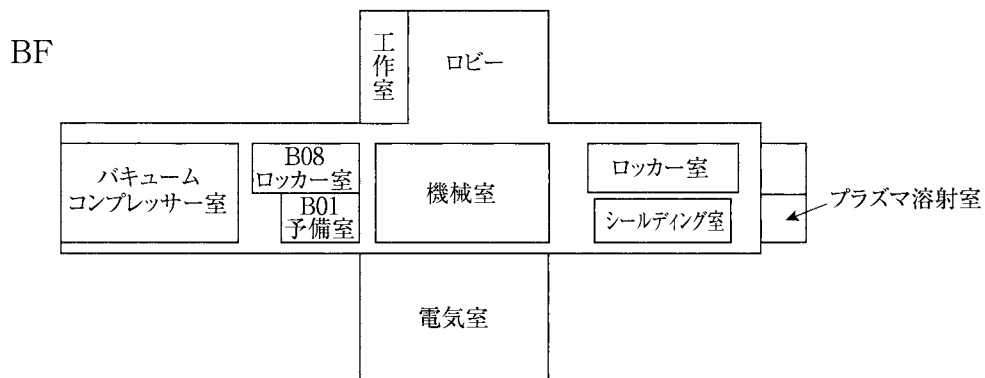 BF
工作室
ロビー
バキューム
コンプレッサー室
B08
ロッカー室
B01
予備室
機械室
ロッカー室
シールディング室
プラズマ溶射室
電気室